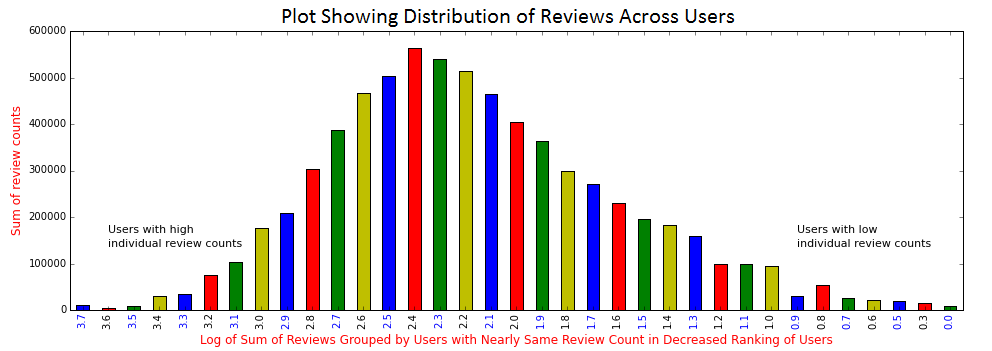 Plot Showing Distribution of Reviews Across Users
600000
500000
400000
300000
200000
100000
0
Sum of review counts
Users with high
individual review counts
Users with low
individual review counts
3.7 3.6 3.5 3.4 3.3 3.2 3.1 3.0 2.9 2.8 2.7 2.6 2.5 2.4 2.3 2.2 2.1 2.0 1.9 1.8 1.7 1.6 1.5 1.4 1.3 1.2 1.1 1.0 0.9 0.8 0.7 0.6 0.5 0.3 0.0
Log of Sum of Reviews Grouped by Users with Nearly Same Review Count in Decreased Ranking of Users